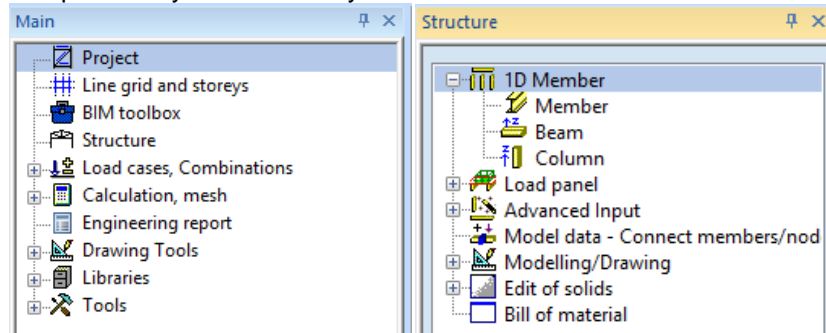 Main
Project
Line grid and storeys
BIM toolbox
Structure
Load cases, Combinations
Calculation, mesh
Engineering report
Drawing Tools
Libraries
Tools
Structure
1D Member
Member
Beam
Column
Load panel
Advanced Input
Model data - Connect members/nod
Modelling/Drawing
Edit of solids
Bill of material